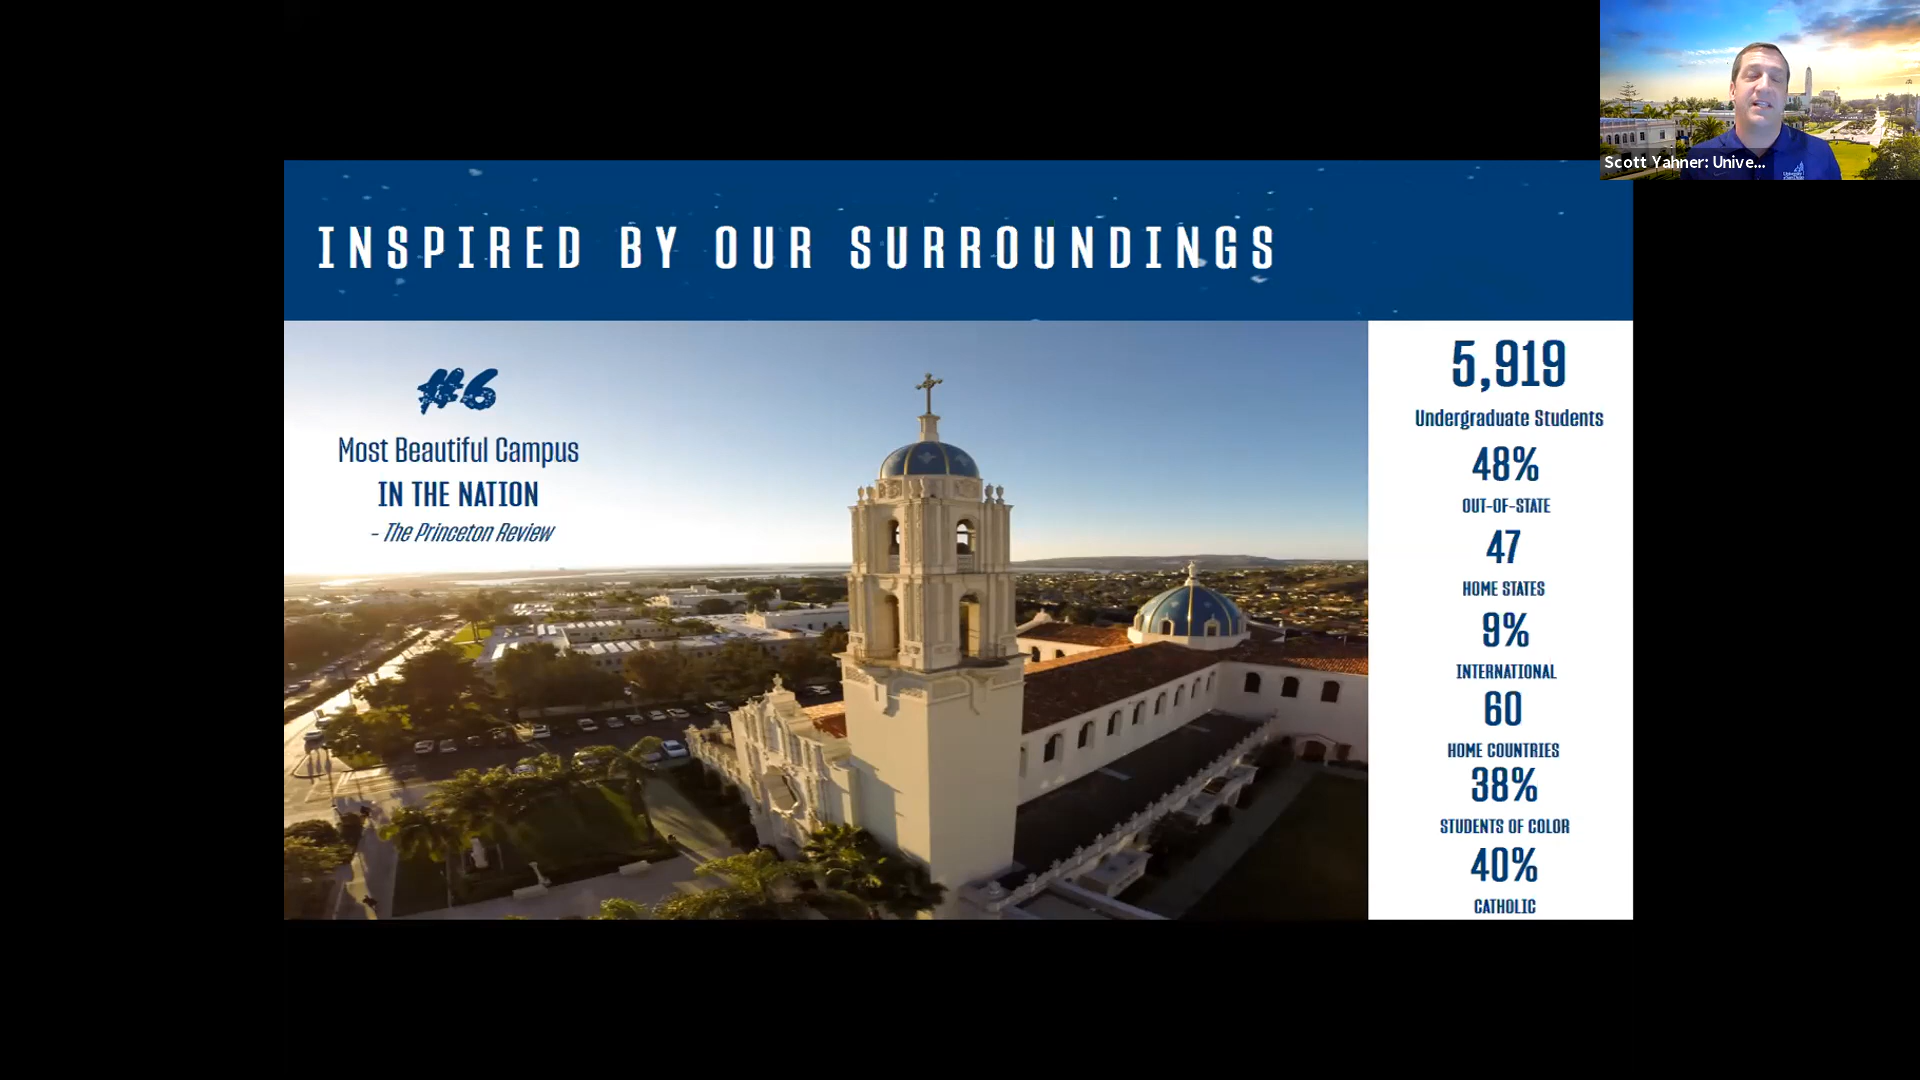 Scott Yahner: Unive...
INSPIRED BY OUR SURROUNDINGS
#6
Most Beautiful Campus
IN THE NATION
- The Princeton Review
5,919
Undergraduate Students
48%
OUT-OF-STATE
47
HOME STATES
9%
INTERNATIONAL
60
HOME COUNTRIES
38%
STUDENTS OF COLOR
40%
CATHOLIC